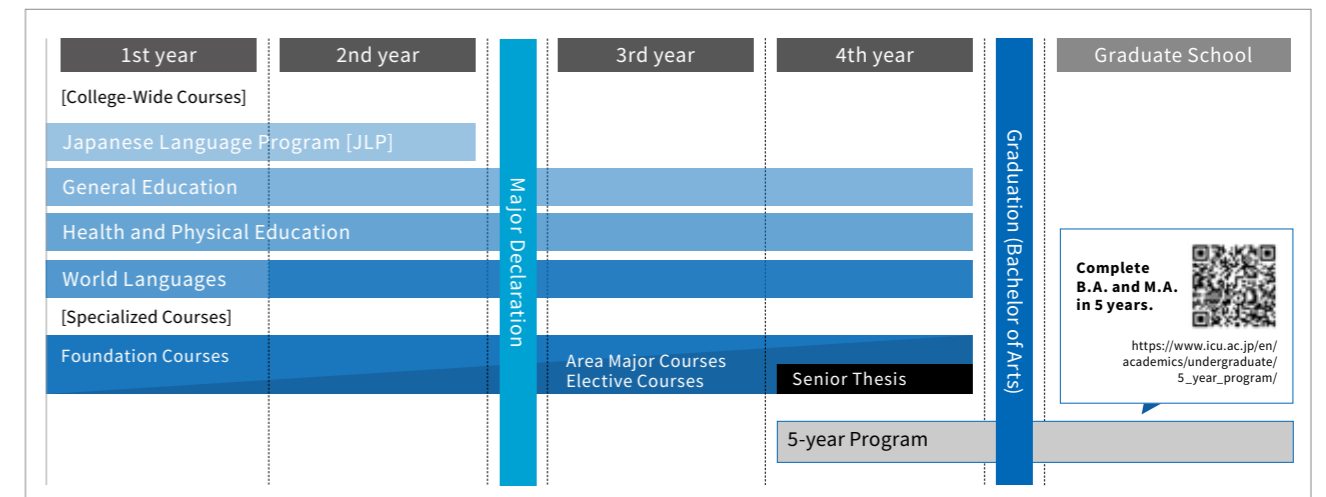 1st year
2nd year
3rd year
4th year
Graduate School
[College-Wide Courses]
Japanese Language Program [JLP]
General Education
Health and Physical Education
World Languages
[Specialized Courses]
Foundation Courses
Major Declaration
Area Major Courses
Elective Courses
Senior Thesis
5-year Program
Graduation (Bachelor of Arts)
Complete
B.A. and M.A.
in 5 years.
https://www.icu.ac.jp/en/
academics/undergraduate/
5_year_program/